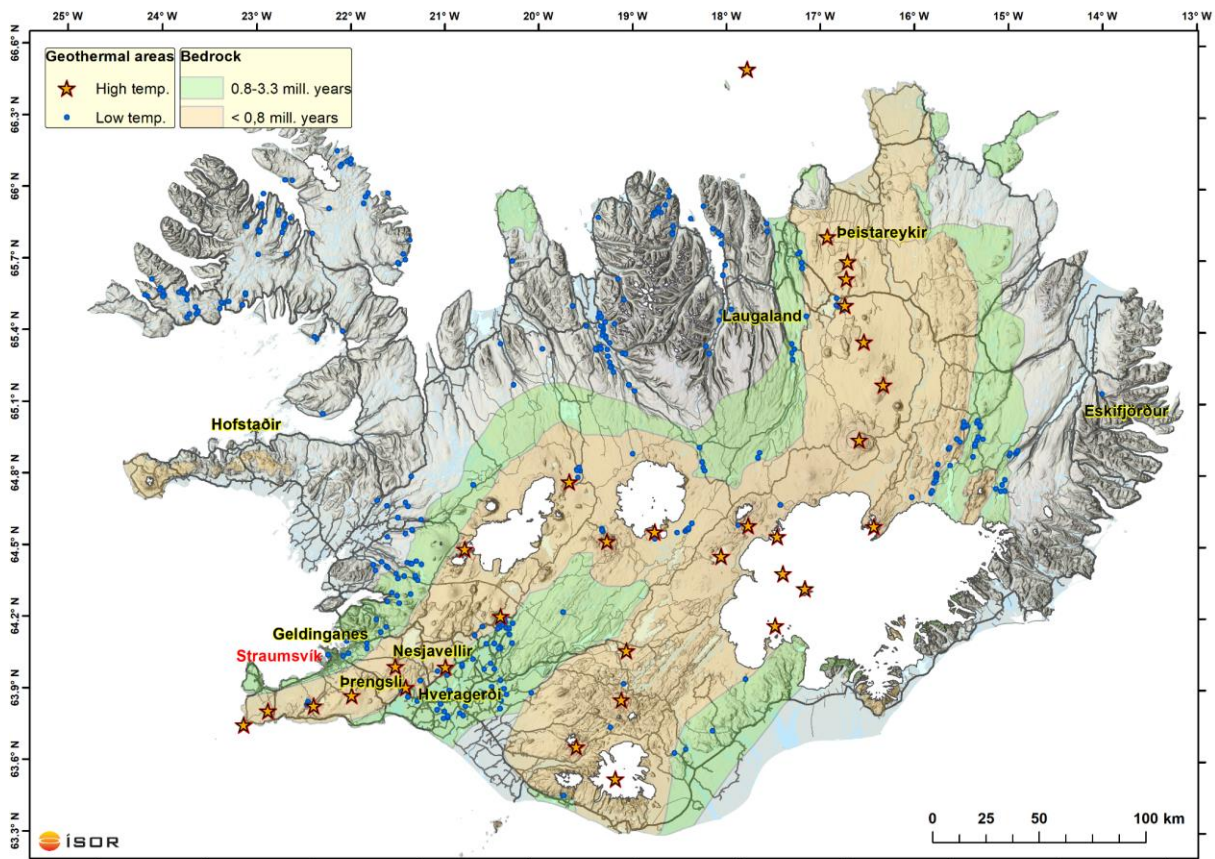 25°W 24°W 23°W 22°W 21°W 20°W 19°W 18°W 17°W 16°W 15°W 14°W 13°W
66.6° N
66.3° N
66° N
65.7° N
65.4° N
65.1° N
64.8° N
64.5° N
64.2° N
63.9° N
63.6° N
63.3° N
Geothermal areas Bedrock
High temp. 0.8-3.3 mill. years
Low temp. < 0,8 mill. years
Þeistareykir
Laugaland
Hofstaðir
Eskifjörður
Geldinganes
Straumsvík
Nesjavellir
Þrengsli
Hveragerði
0 25 50 100 km
ÍSOR